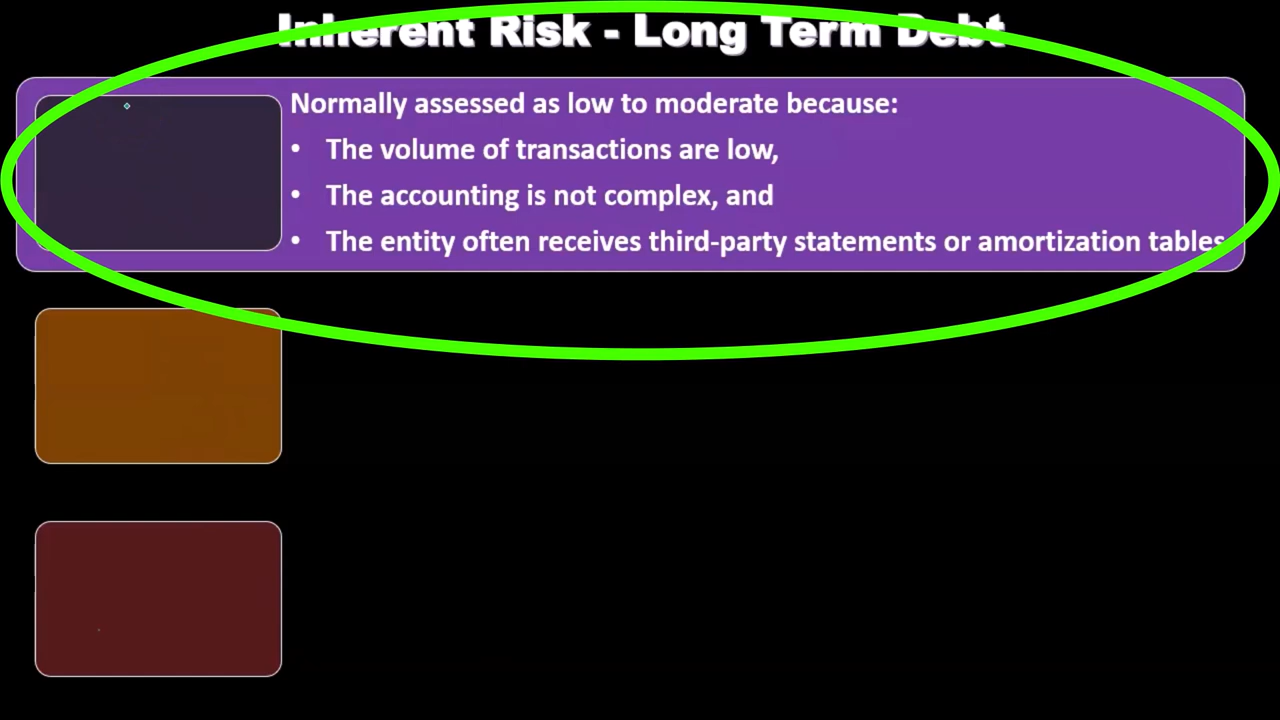 Inherent Risk - Long Term Debt
Normally assessed as low to moderate because:
• The volume of transactions are low,
• The accounting is not complex, and
• The entity often receives third-party statements or amortization tables